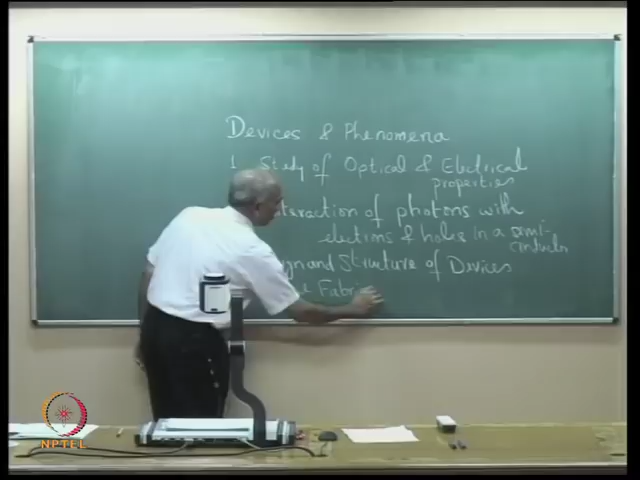 Devices & Phenomena
1 Study of Optical & Electrical
properties
teraction of photons with
electrons & holes in a semi-
conductor
gn and Structure of Devices
Fabri
NPTEL